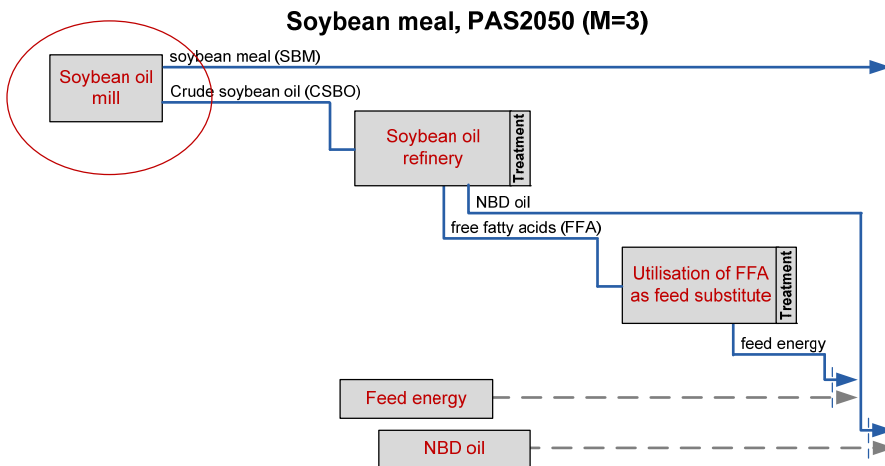 Soybean meal, PAS2050 (M=3)
soybean meal (SBM)
Soybean oil
mill
Crude soybean oil (CSBO)
Soybean oil
refinery
Treatment
NBD oil
free fatty acids (FFA)
Utilisation of FFA
as feed substitute
Treatment
feed energy
Feed energy
NBD oil